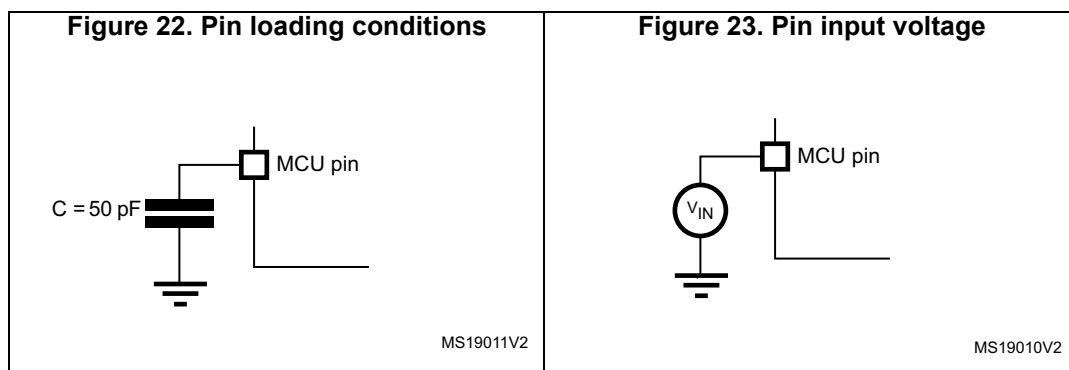 Figure 22. Pin loading conditions
MCU pin
C = 50 pF
MS19011V2
Figure 23. Pin input voltage
MCU pin
VIN
MS19010V2